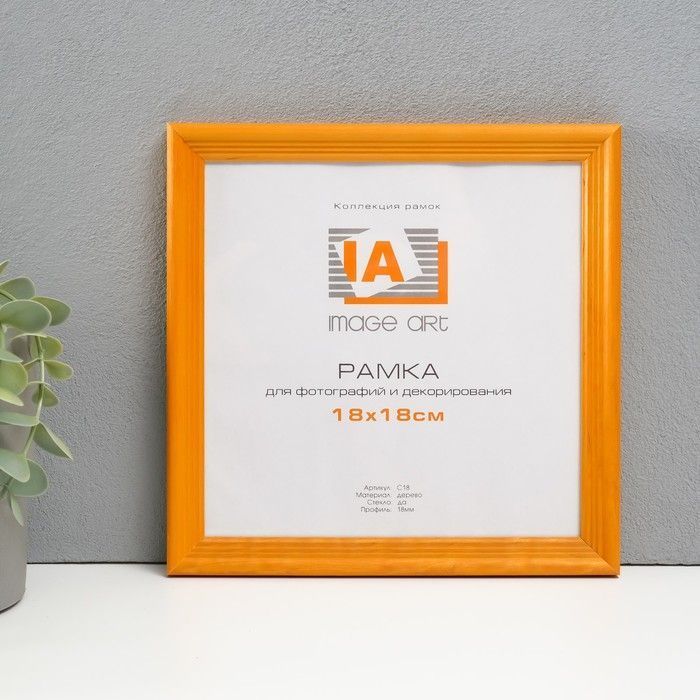 Коллекция рамок
IA
IMAGE ART
РАМКА
для фотографий и декорирования
18x18см
Артикул: C18
Материал: дерево
Стекло: да
Профиль: 18мм